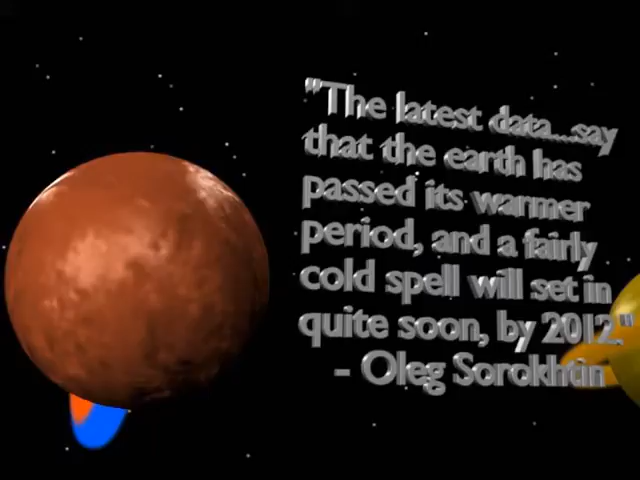 "The latest data...say
that the earth has
passed its warmer
period, and a fairly
cold spell will set in
quite soon, by 2012."
- Oleg Sorokhtin